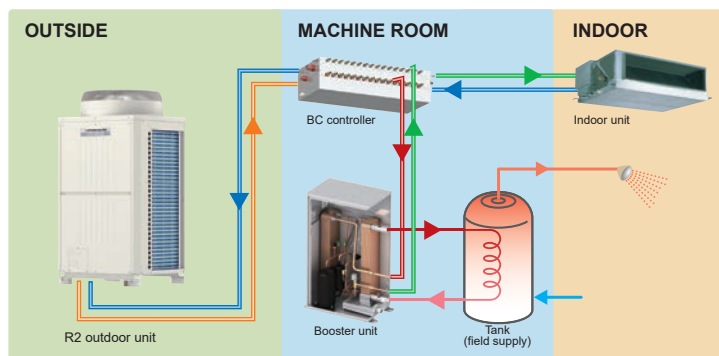 OUTSIDE
MACHINE ROOM
INDOOR
BC controller
Indoor unit
R2 outdoor unit
Booster unit
Tank
(field supply)